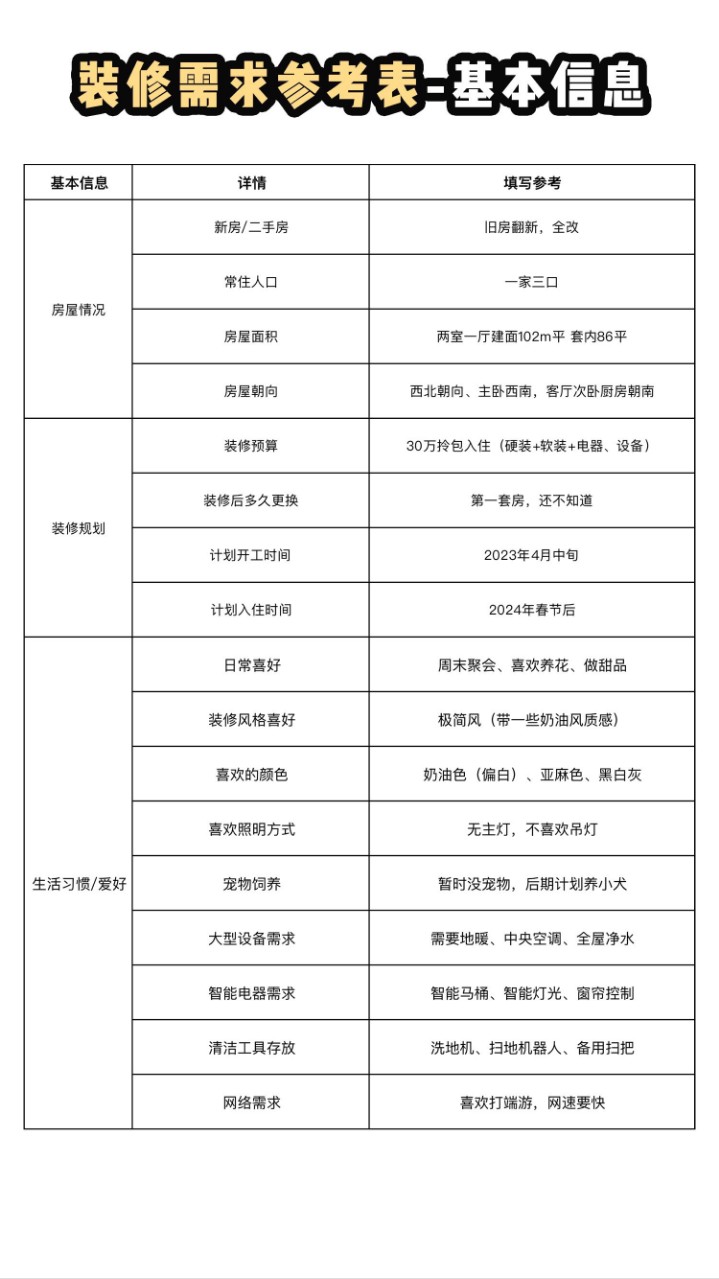 装修需求参考表-基本信息
基本信息 详情 填写参考
房屋情况
新房/二手房 旧房翻新，全改
常住人口 一家三口
房屋面积 两室一厅建面102m平 套内86平
房屋朝向 西北朝向、主卧西南，客厅次卧厨房朝南
装修规划
装修预算 30万拎包入住（硬装+软装+电器、设备）
装修后多久更换 第一套房，还不知道
计划开工时间 2023年4月中旬
计划入住时间 2024年春节后
生活习惯/爱好
日常喜好 周末聚会、喜欢养花、做甜品
装修风格喜好 极简风（带一些奶油风质感）
喜欢的颜色 奶油色（偏白）、亚麻色、黑白灰
喜欢照明方式 无主灯，不喜欢吊灯
宠物饲养 暂时没宠物，后期计划养小犬
大型设备需求 需要地暖、中央空调、全屋净水
智能电器需求 智能马桶、智能灯光、窗帘控制
清洁工具存放 洗地机、扫地机器人、备用扫把
网络需求 喜欢打端游，网速要快